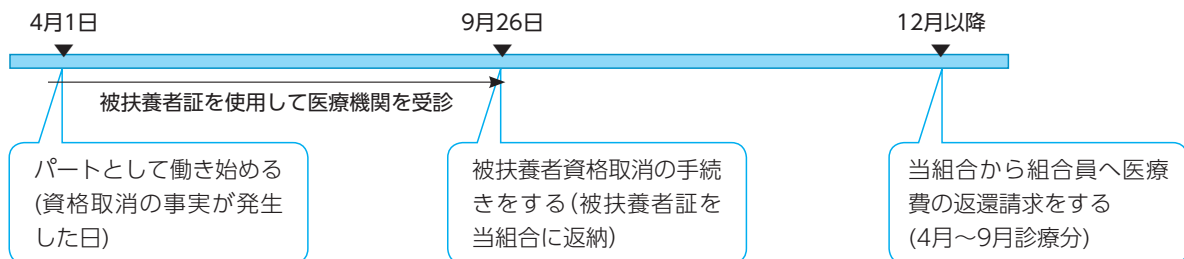 4月1日
9月26日
12月以降
被扶養者証を使用して医療機関を受診
パートとして働き始める
(資格取消の事実が発生
した日)
被扶養者資格取消の手続
きをする(被扶養者証を
当組合に返納)
当組合から組合員へ医療
費の返還請求をする
(4月～9月診療分)